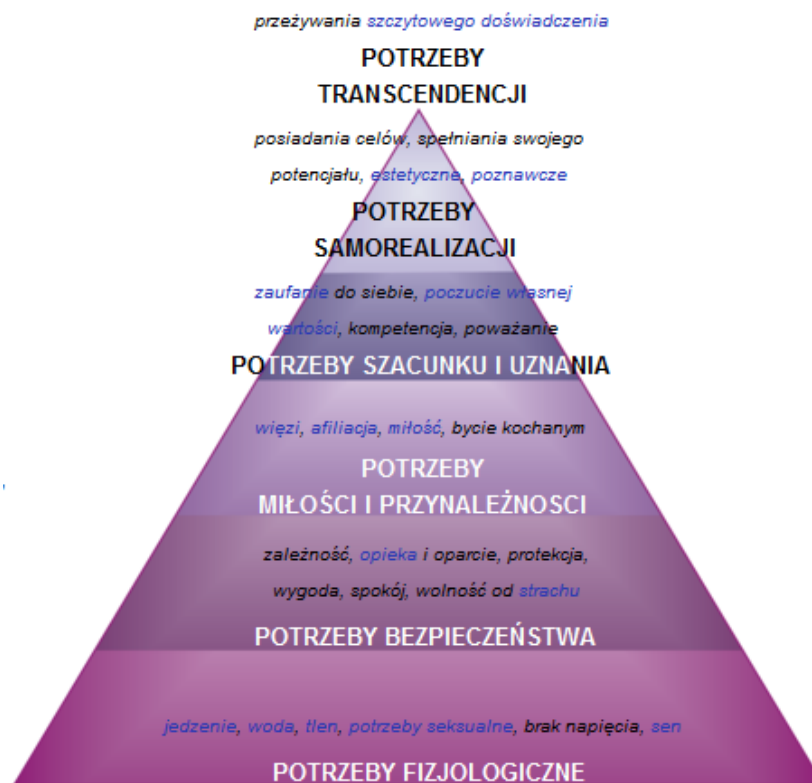 przeżywania szczytowego doświadczenia
POTRZEBY
TRANSCENDENCJI
posiadania celów, spełniania swojego
potencjału, estetyczne, poznawcze
POTRZEBY
SAMOREALIZACJI
zaufanie do siebie, poczucie własnej
wartości, kompetencja, poważanie
POTRZEBY SZACUNKU I UZNANIA
więzi, afiliacja, miłość, bycie kochanym
POTRZEBY
MIŁOŚCI I PRZYNALEŻNOSCI
zależność, opieka i oparcie, protekcja,
wygoda, spokój, wolność od strachu
POTRZEBY BEZPIECZEŃSTWA
jedzenie, woda, tlen, potrzeby seksualne, brak napięcia, sen
POTRZEBY FIZJOLOGICZNE